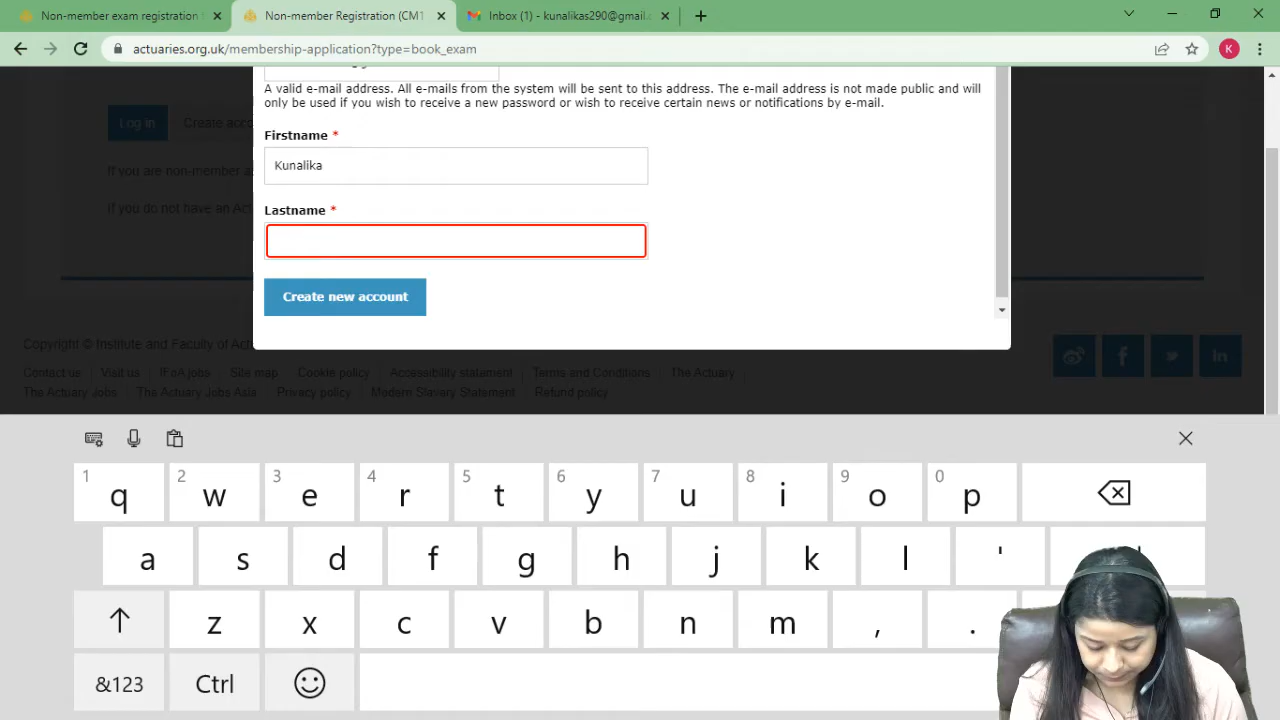 Non-member exam registration f
Non-member Registration (CM1
Inbox (1) - kunalikas290@gmail.c
actuaries.org.uk/membership-application?type=book_exam
K
A valid e-mail address. All e-mails from the system will be sent to this address. The e-mail address is not made public and will
only be used if you wish to receive a new password or wish to receive certain news or notifications by e-mail.
Log in
Create acco
Firstname *
If you are non-member a
Kunalika
If you do not have an Act
Lastname *
Create new account
Copyright © Institute and Faculty of Act
Contact us
Visit us
IFoA jobs
Site map
Cookie policy
Accessibility statement
Terms and Conditions
The Actuary
The Actuary Jobs
The Actuary Jobs Asia
Privacy policy
Modern Slavery Statement
Refund policy
in
1 2 3 4 5 6 7 8 9 0
q w e r t y u i o p
a s d f g h j k l '
z x c v b n m , .
&123 Ctrl